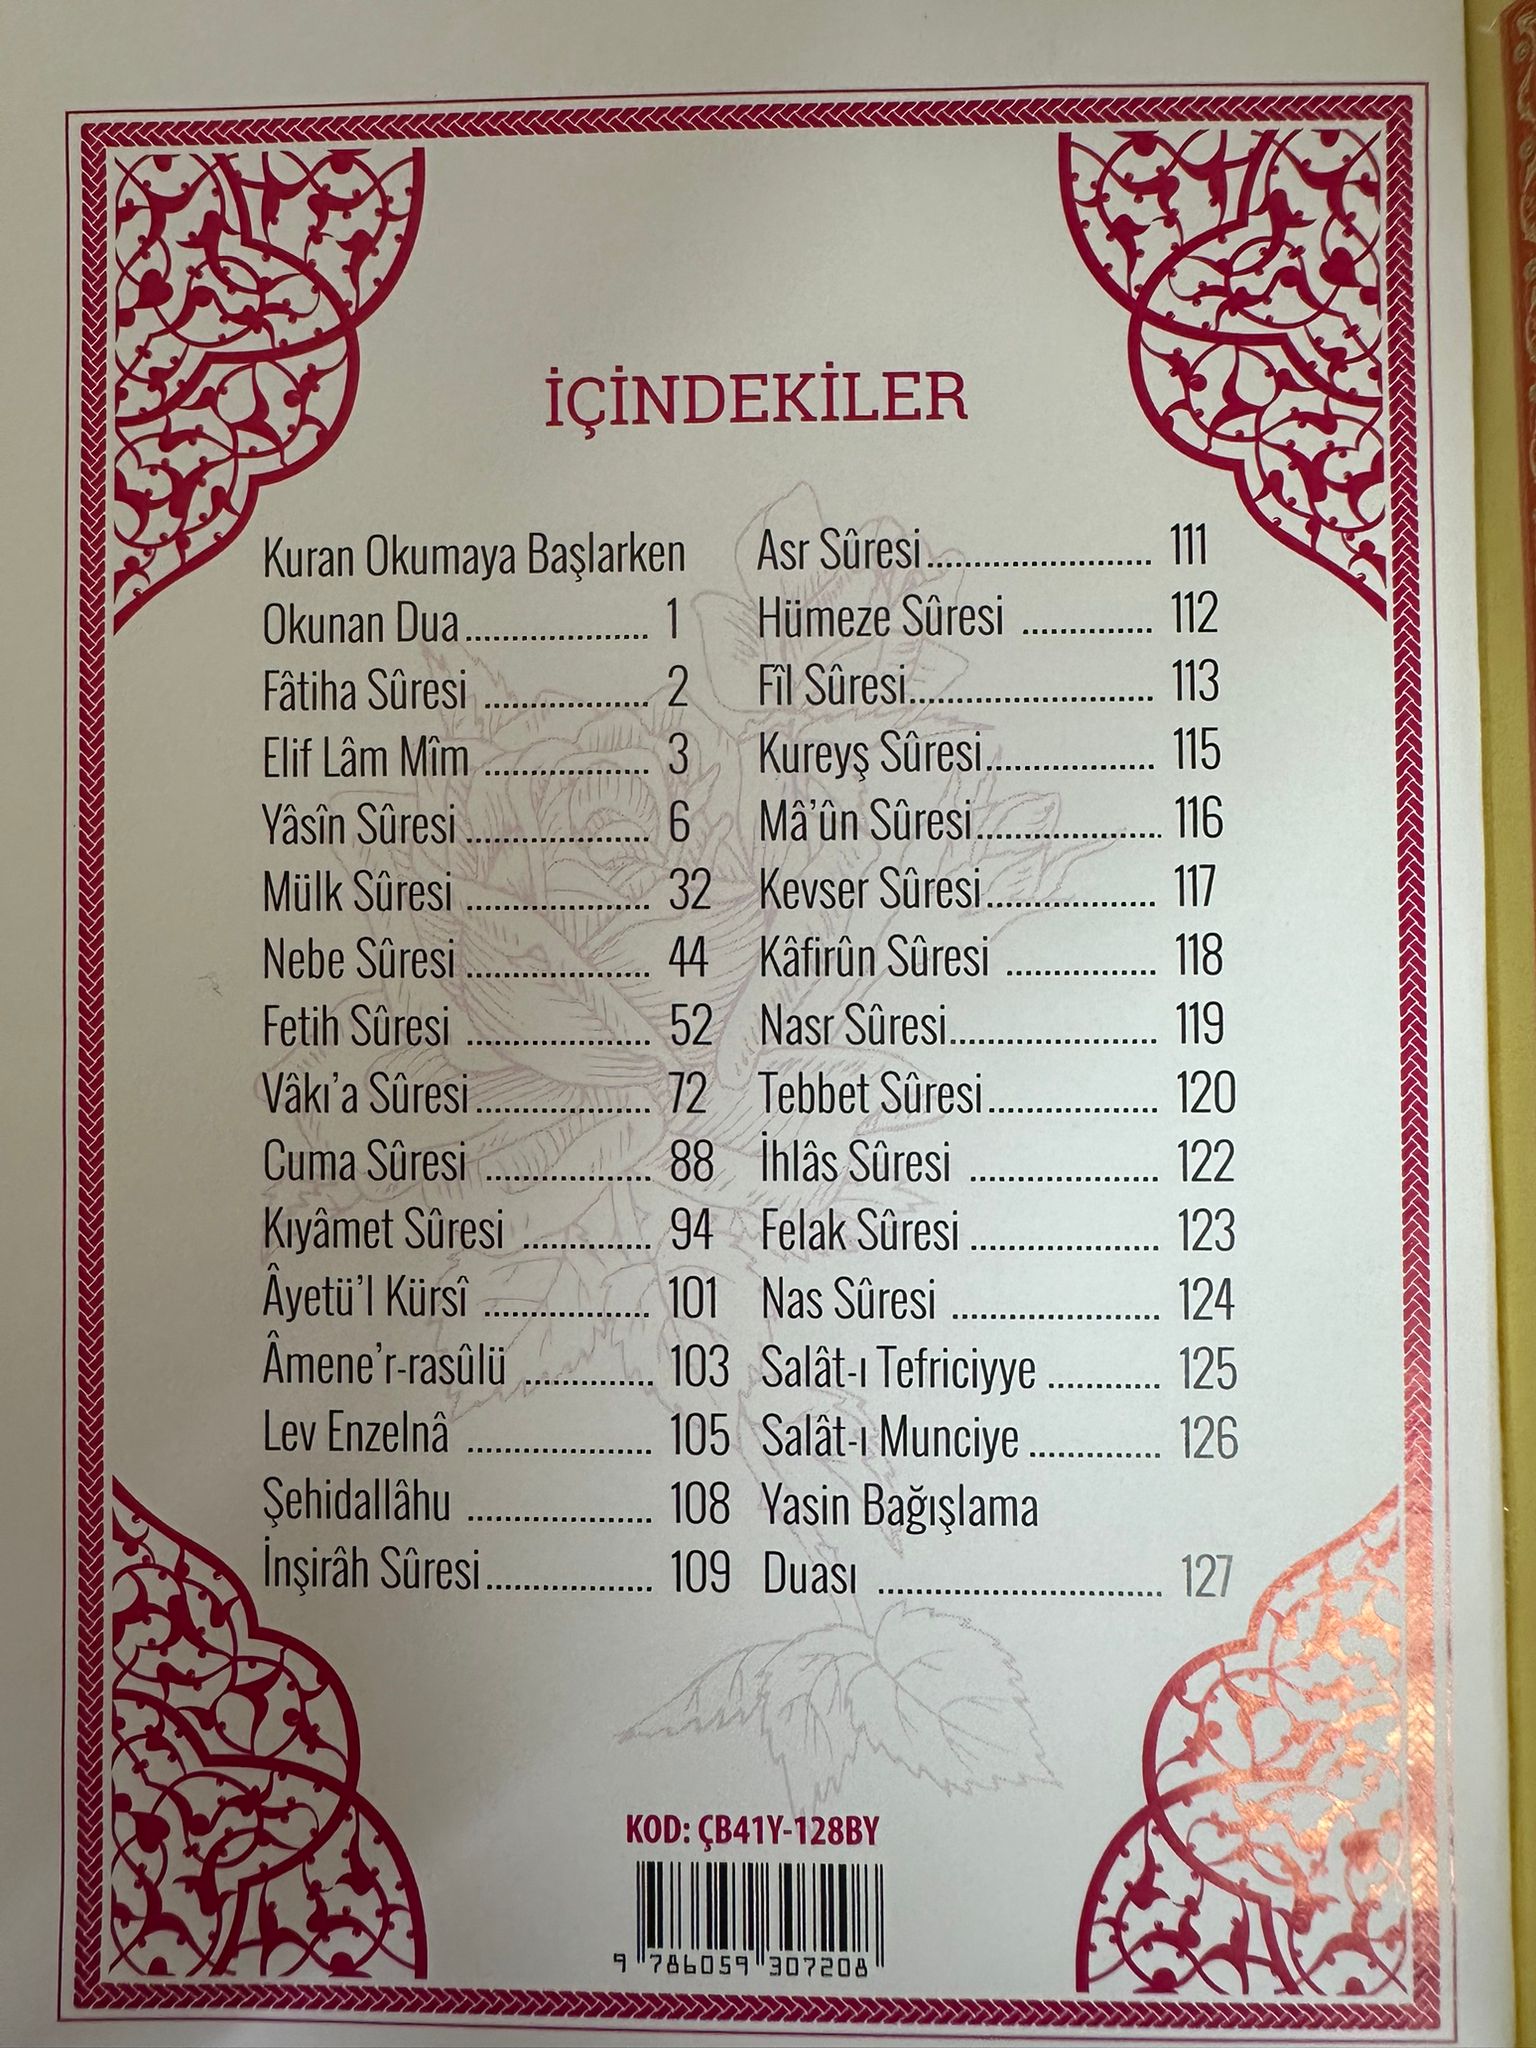 İÇİNDEKİLER
Kuran Okumaya Başlarken
Okunan Dua.................... 1
Fâtiha Sûresi .................. 2
Elif Lâm Mîm .................. 3
Yâsîn Sûresi .................... 6
Mülk Sûresi .................... 32
Nebe Sûresi .................... 44
Fetih Sûresi .................... 52
Vâkı'a Sûresi................... 72
Cuma Sûresi .................. 88
Kıyâmet Sûresi .............. 94
Âyetü'l Kürsî .................. 101
Âmene'r-rasûlü .............. 103
Lev Enzelnâ .................... 105
Şehidallâhu .................... 108
İnşirâh Sûresi.................. 109
Asr Sûresi......................... 111
Hümeze Sûresi .............. 112
Fîl Sûresi........................... 113
Kureyş Sûresi................... 115
Mâ'ûn Sûresi.................... 116
Kevser Sûresi................... 117
Kâfirûn Sûresi ................ 118
Nasr Sûresi....................... 119
Tebbet Sûresi................... 120
İhlâs Sûresi .................... 122
Felak Sûresi .................... 123
Nas Sûresi ...................... 124
Salât-ı Tefriciyye ............ 125
Salât-ı Munciye .............. 126
Yasin Bağışlama
Duası .............................. 127
KOD: ÇB41Y-128BY
9 786059 307208